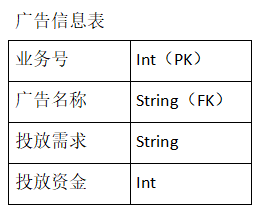 广告信息表
业务号 Int（PK）
广告名称 String（FK）
投放需求 String
投放资金 Int